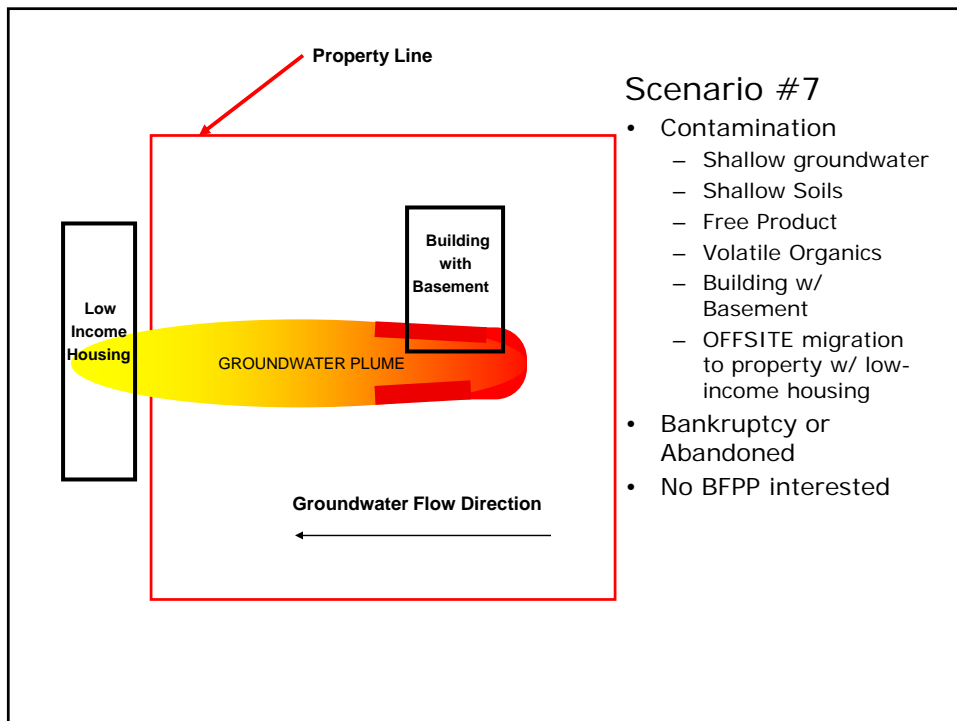 Property Line
Scenario #7
• Contamination
– Shallow groundwater
– Shallow Soils
– Free Product
– Volatile Organics
– Building w/
Basement
– OFFSITE migration
to property w/ low-
income housing
• Bankruptcy or
Abandoned
• No BFPP interested
Building
with
Basement
Low
Income
Housing
GROUNDWATER PLUME
Groundwater Flow Direction